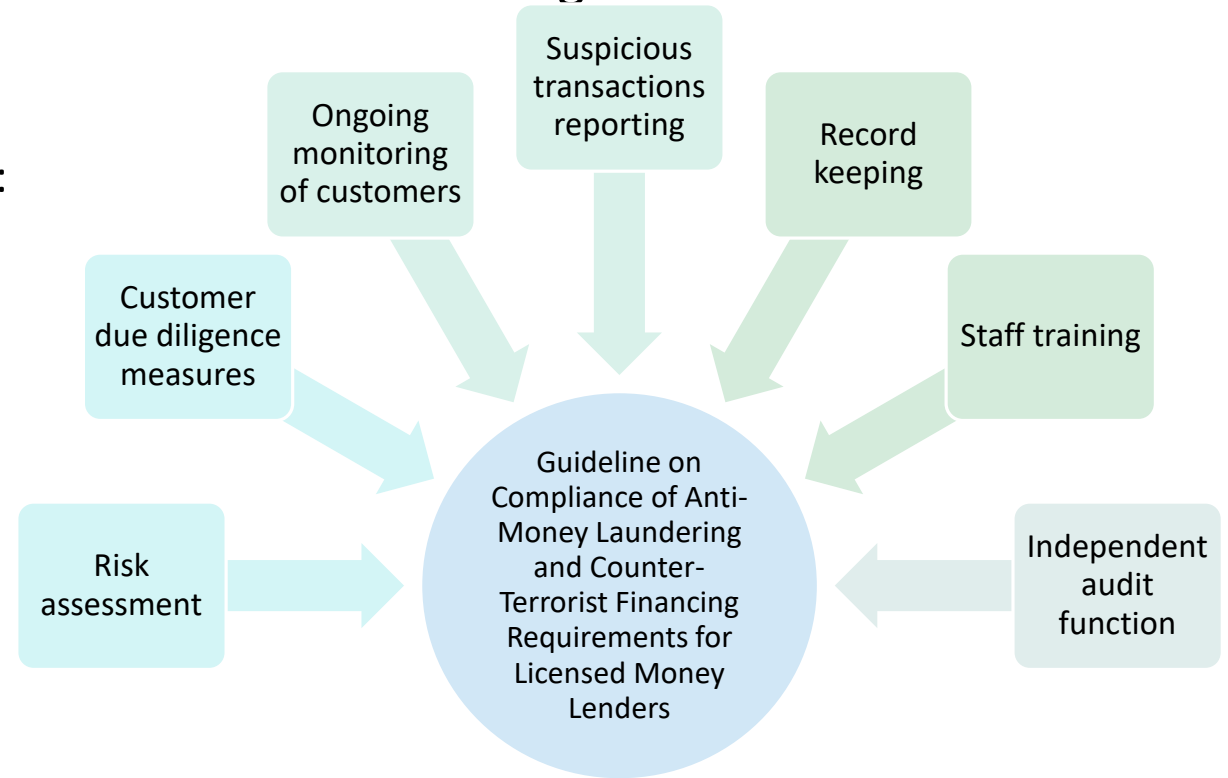 :
Risk
assessment
Customer
due diligence
measures
Ongoing
monitoring
of customers
Suspicious
transactions
reporting
Record
keeping
Staff training
Independent
audit
function
Guideline on
Compliance of Anti-
Money Laundering
and Counter-
Terrorist Financing
Requirements for
Licensed Money
Lenders